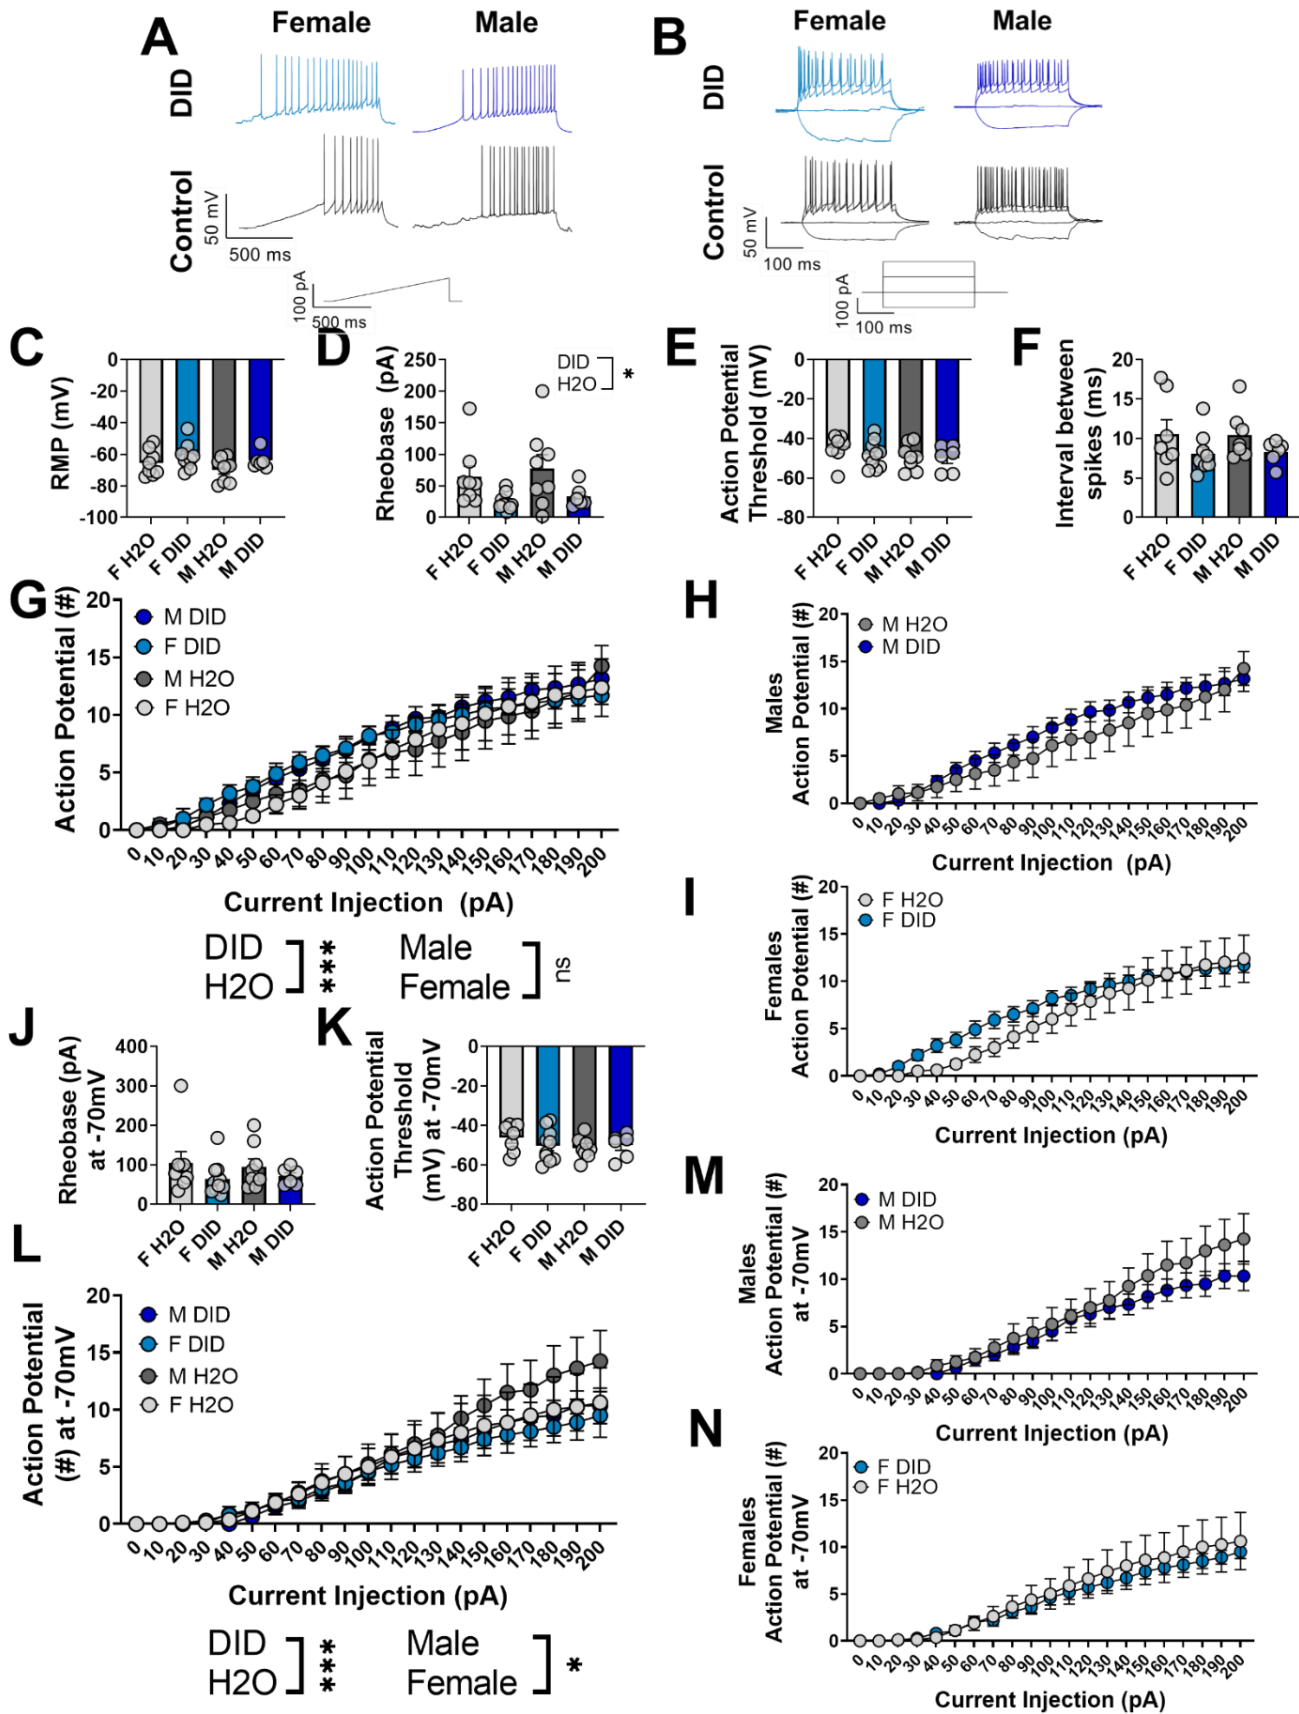 A
Female
Male
DID
Control
50 mV
500 ms
100 pA
500 ms
B
Female
Male
DID
Control
50 mV
100 ms
100 pA
100 ms
C
RMP (mV)
0
-20
-40
-60
-80
-100
F H2O
F DID
M H2O
M DID
D
Rheobase (pA)
250
200
150
100
50
0
DID
H2O
*
F H2O
F DID
M H2O
M DID
E
Action Potential
Threshold (mV)
0
-20
-40
-60
-80
F H2O
F DID
M H2O
M DID
F
Interval between
spikes (ms)
20
15
10
5
0
F H2O
F DID
M H2O
M DID
G
Action Potential (#)
20
15
10
5
0
M DID
F DID
M H2O
F H2O
0 10 20 30 40 50 60 70 80 90 100 110 120 130 140 150 160 170 180 190 200
Current Injection (pA)
DID
H2O
***
Male
Female
ns
H
Males
Action Potential (#)
20
15
10
5
0
M H2O
M DID
0 10 20 30 40 50 60 70 80 90 100 110 120 130 140 150 160 170 180 190 200
Current Injection (pA)
I
Females
Action Potential (#)
20
15
10
5
0
F H2O
F DID
0 10 20 30 40 50 60 70 80 90 100 110 120 130 140 150 160 170 180 190 200
Current Injection (pA)
J
Rheobase (pA)
at -70mV
400
300
200
100
0
F H2O
F DID
M H2O
M DID
K
Action Potential
Threshold
(mV) at -70mV
0
-20
-40
-60
-80
F H2O
F DID
M H2O
M DID
L
Action Potential
(#) at -70mV
20
15
10
5
0
M DID
F DID
M H2O
F H2O
0 10 20 30 40 50 60 70 80 90 100 110 120 130 140 150 160 170 180 190 200
Current Injection (pA)
DID
H2O
***
Male
Female
*
M
Males
Action Potential (#)
at -70mV
20
15
10
5
0
M DID
M H2O
0 10 20 30 40 50 60 70 80 90 100 110 120 130 140 150 160 170 180 190 200
Current Injection (pA)
N
Females
Action Potential (#)
at -70mV
20
15
10
5
0
F DID
F H2O
0 10 20 30 40 50 60 70 80 90 100 110 120 130 140 150 160 170 180 190 200
Current Injection (pA)